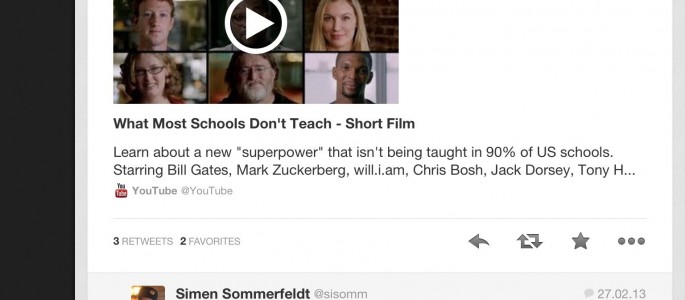 What Most Schools Don't Teach - Short Film
Learn about a new "superpower" that isn't being taught in 90% of US schools.
Starring Bill Gates, Mark Zuckerberg, will.i.am, Chris Bosh, Jack Dorsey, Tony H...
You Tube YouTube @YouTube
3 RETWEETS 2 FAVORITES
Simen Sommerfeldt @sisomm 27.02.13